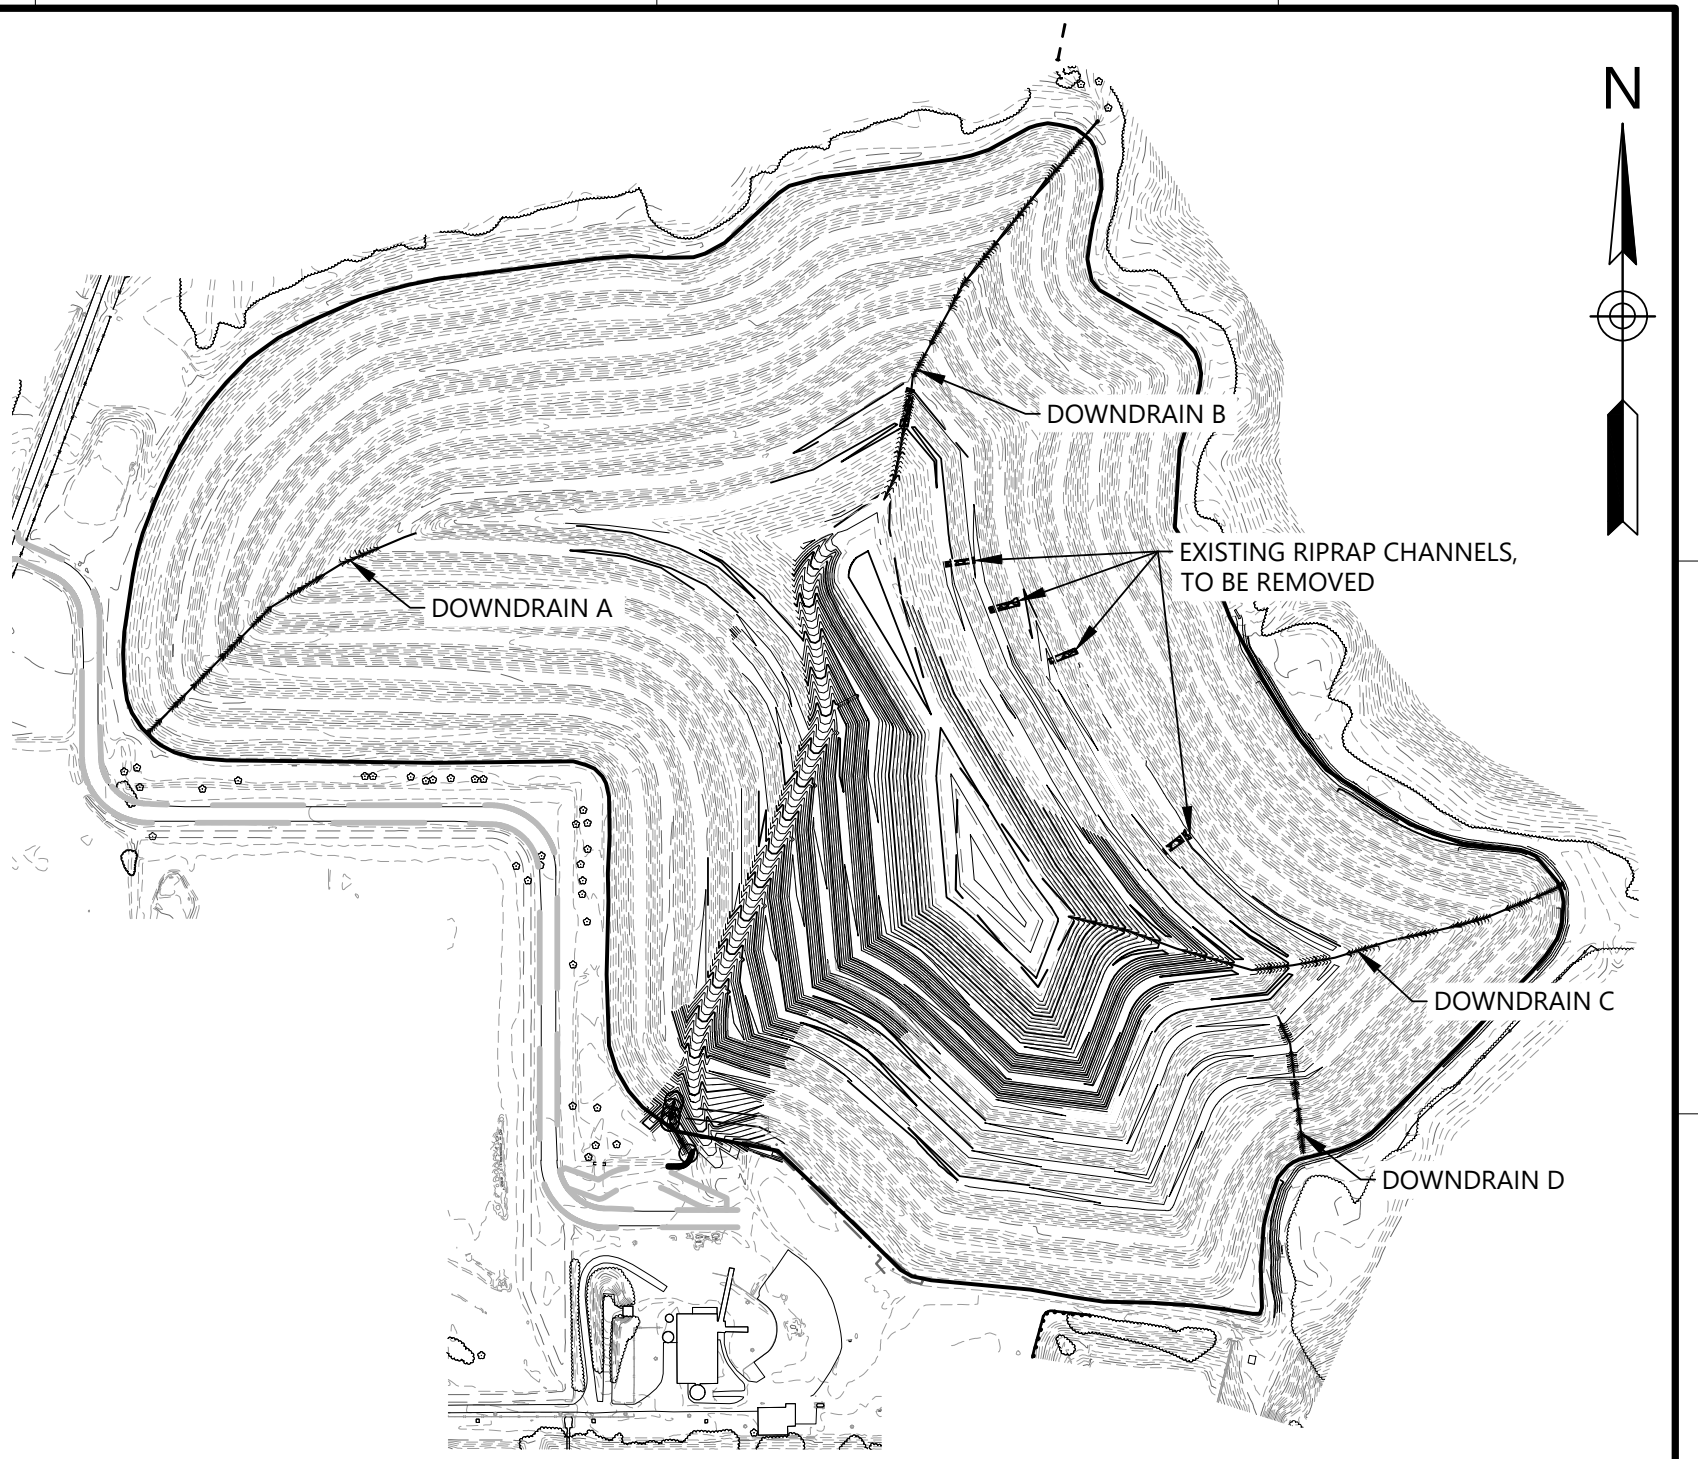 N
DOWNDRAIN B
EXISTING RIPRAP CHANNELS,
TO BE REMOVED
DOWNDRAIN A
DOWNDRAIN C
DOWNDRAIN D